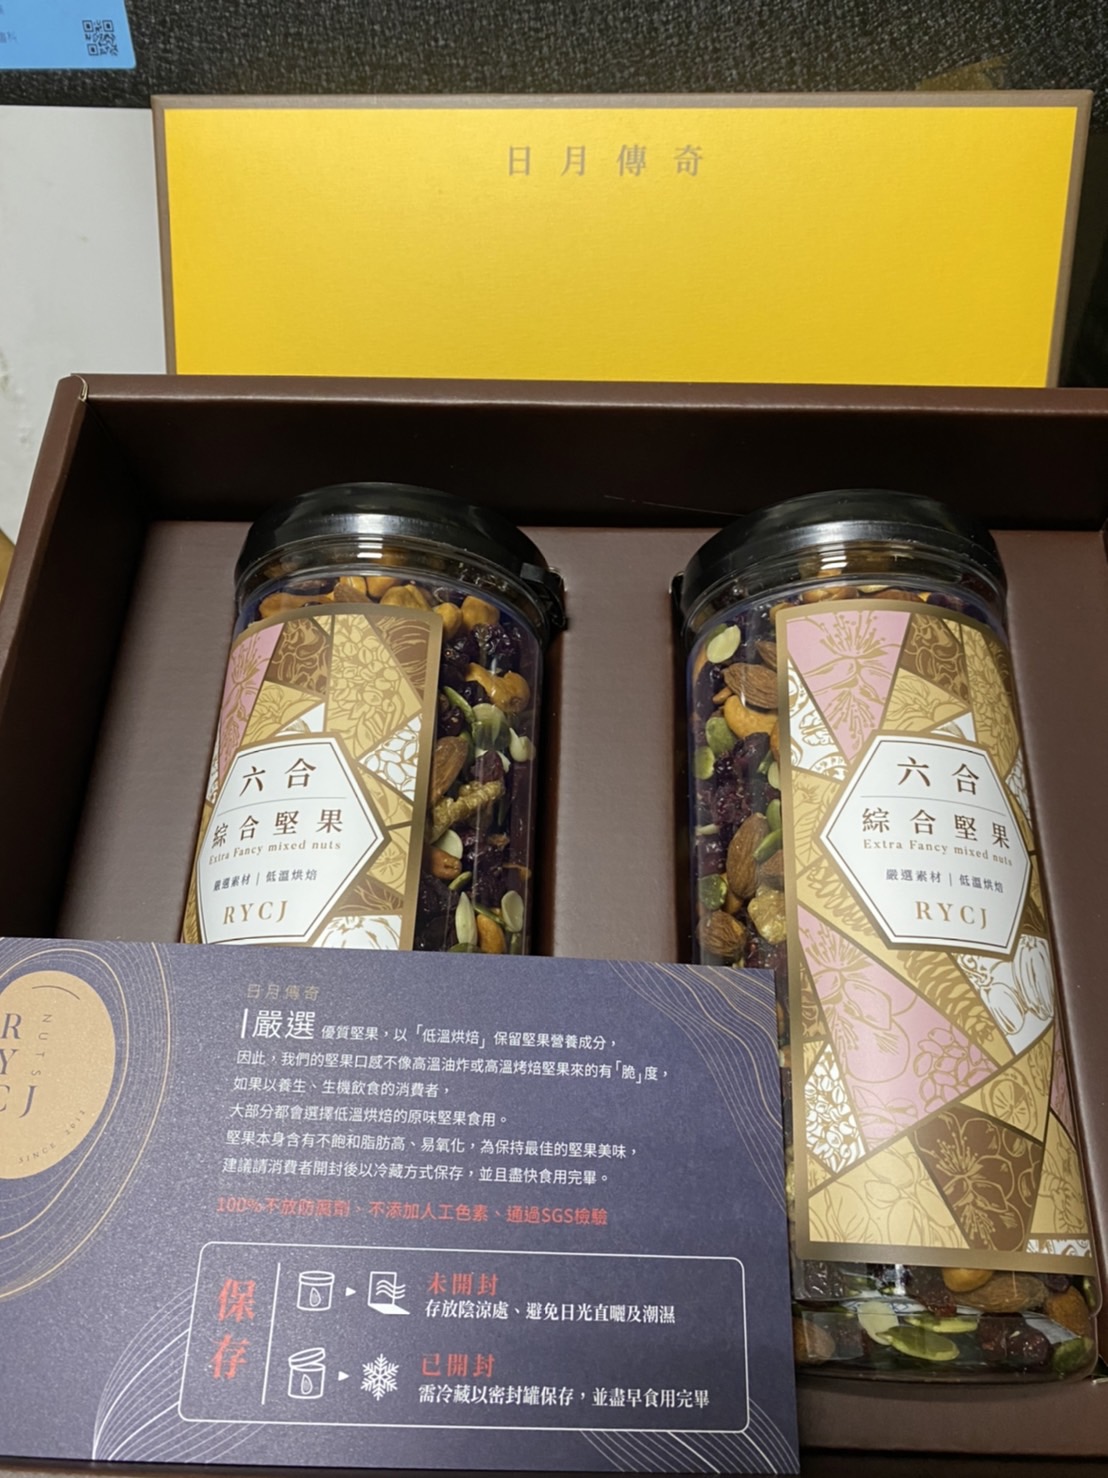 日月傳奇
六合
綜合堅果
Extra Fancy mixed nuts
嚴選素材 | 低溫烘焙
RYCJ
六合
綜合堅果
Extra Fancy mixed nuts
嚴選素材 | 低溫烘焙
RYCJ
NUTS
SINCE 2011
日月傳奇
嚴選 優質堅果,以「低溫烘焙」保留堅果營養成分,
因此,我們的堅果口感不像高溫油炸或高溫烤焙堅果來的有「脆」度,
如果以養生、生機飲食的消費者,
大部分都會選擇低溫烘焙的原味堅果食用。
堅果本身含有不飽和脂肪高、易氧化,為保持最佳的堅果美味,
建議請消費者開封後以冷藏方式保存,並且盡快食用完畢。
100%不放防腐劑、不添加人工色素、通過SGS檢驗
保存
未開封
存放陰涼處、避免日光直曬及潮濕
已開封
需冷藏以密封罐保存,並盡早食用完畢